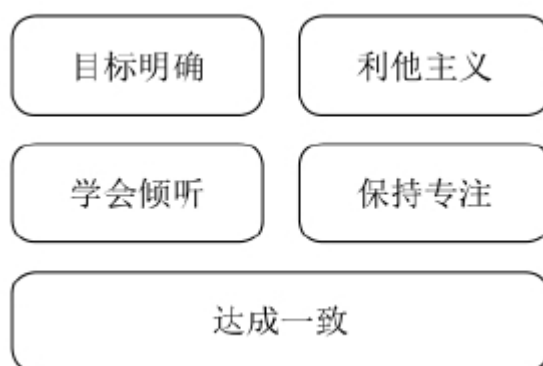 目标明确
利他主义
学会倾听
保持专注
达成一致